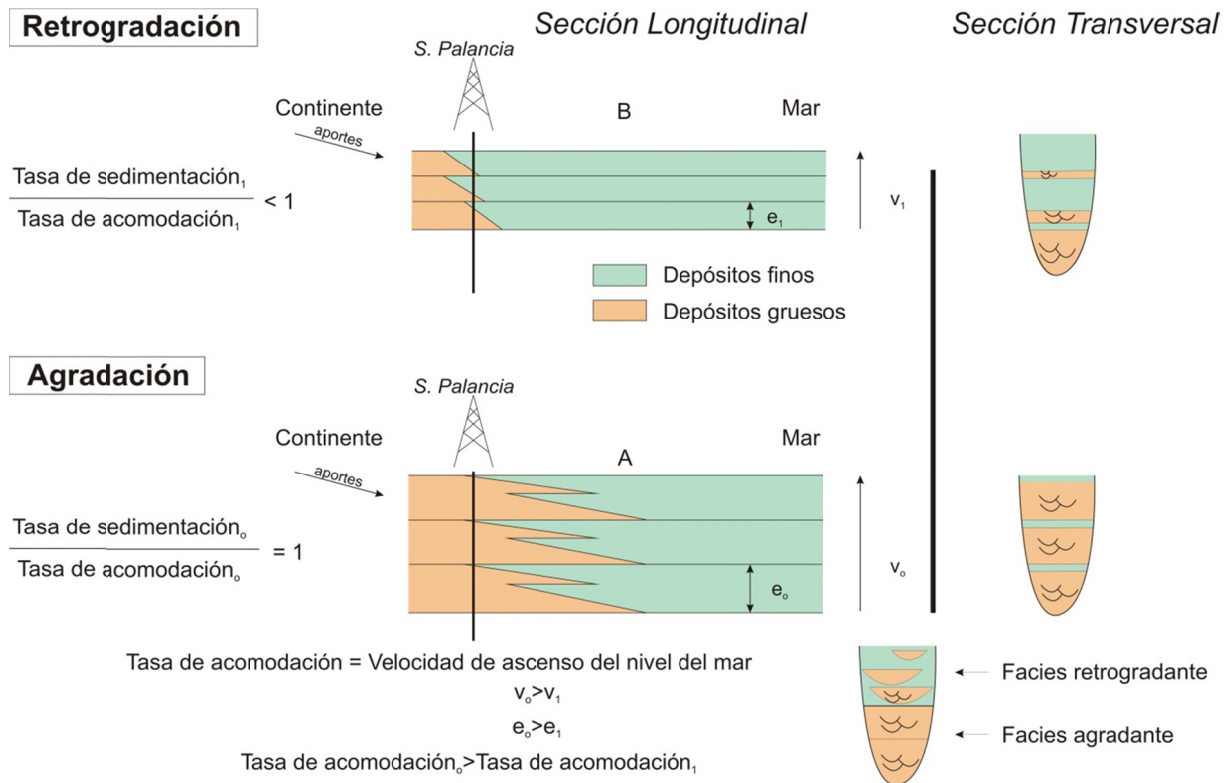 Retrogradación
Sección Longitudinal
Sección Transversal
S. Palancia
Continente
B
Mar
aportes
Tasa de sedimentación₁
Tasa de acomodación₁
< 1
e₁
v₁
Depósitos finos
Depósitos gruesos
Agradación
S. Palancia
Continente
A
Mar
aportes
Tasa de sedimentaciónₒ
Tasa de acomodaciónₒ
= 1
eₒ
vₒ
Tasa de acomodación = Velocidad de ascenso del nivel del mar
vₒ>v₁
eₒ>e₁
Tasa de acomodaciónₒ>Tasa de acomodación₁
Facies retrogradante
Facies agradante